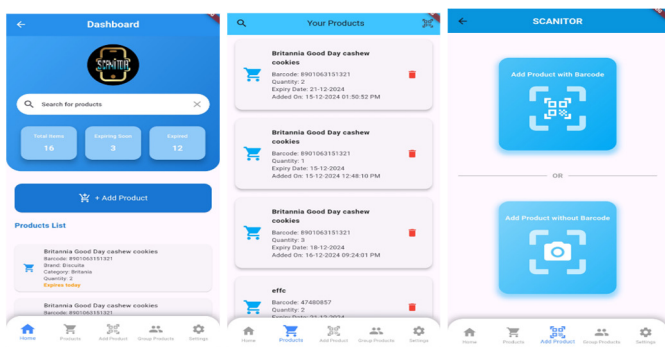 Dashboard
SCANITOR
Search for products
Total Items
16
Expiring Soon
3
Expired
12
+ Add Product
Products List
Britannia Good Day cashew cookies
Barcode: 8901063151321
Brand: Biscuits
Category: Britania
Quantity: 2
Expires today
Britannia Good Day cashew cookies
Barcode: 8901063151321
Home
Products
Add Product
Group Products
Settings
Your Products
Britannia Good Day cashew
cookies
Barcode: 8901063151321
Quantity: 2
Expiry Date: 21-12-2024
Added On: 15-12-2024 01:50:52 PM
Britannia Good Day cashew
cookies
Barcode: 8901063151321
Quantity: 1
Expiry Date: 15-12-2024
Added On: 15-12-2024 12:48:10 PM
Britannia Good Day cashew
cookies
Barcode: 8901063151321
Quantity: 3
Expiry Date: 18-12-2024
Added On: 16-12-2024 09:24:01 PM
effc
Barcode: 47480857
Quantity: 2
Home
Products
Add Product
Group Products
Settings
SCANITOR
Add Product with Barcode
OR
Add Product without Barcode
Home
Products
Add Product
Group Products
Settings